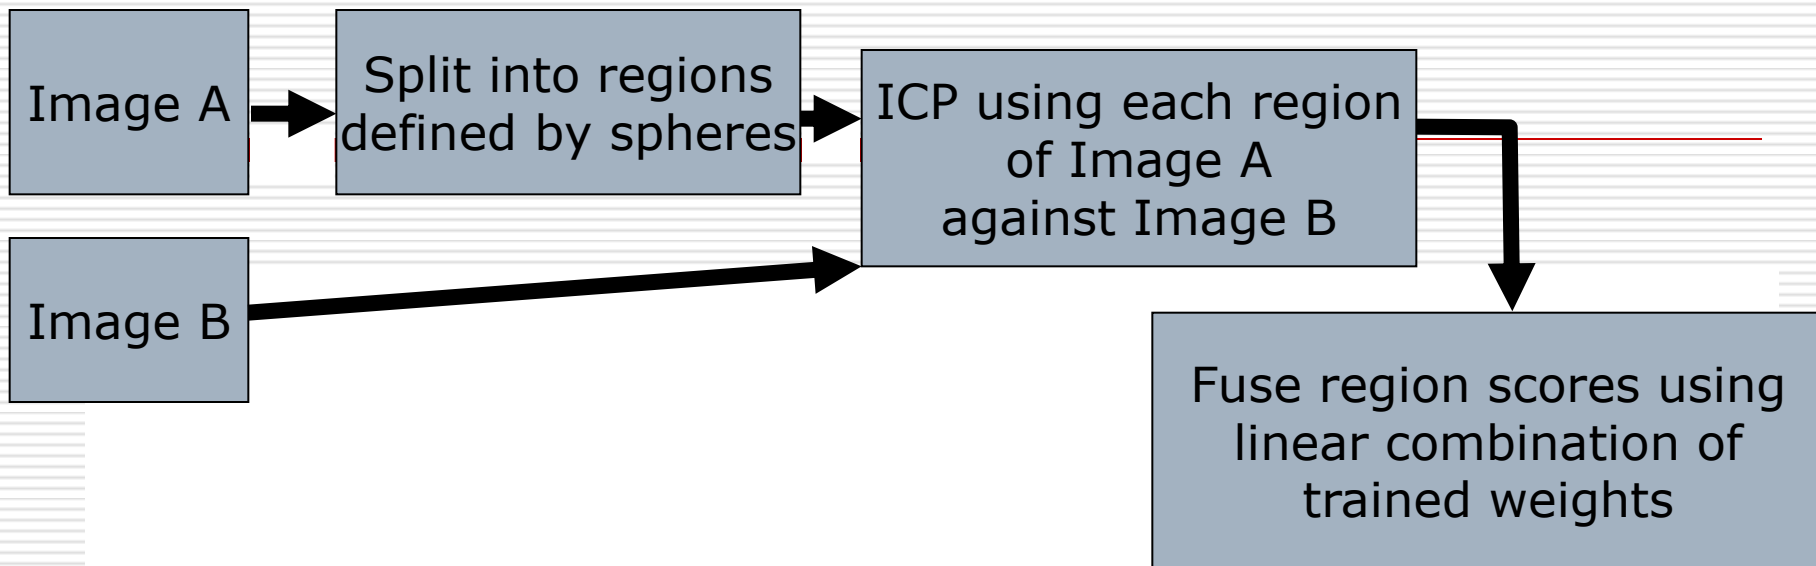 Image A
Split into regions
defined by spheres
ICP using each region
of Image A
against Image B
Image B
Fuse region scores using
linear combination of
trained weights